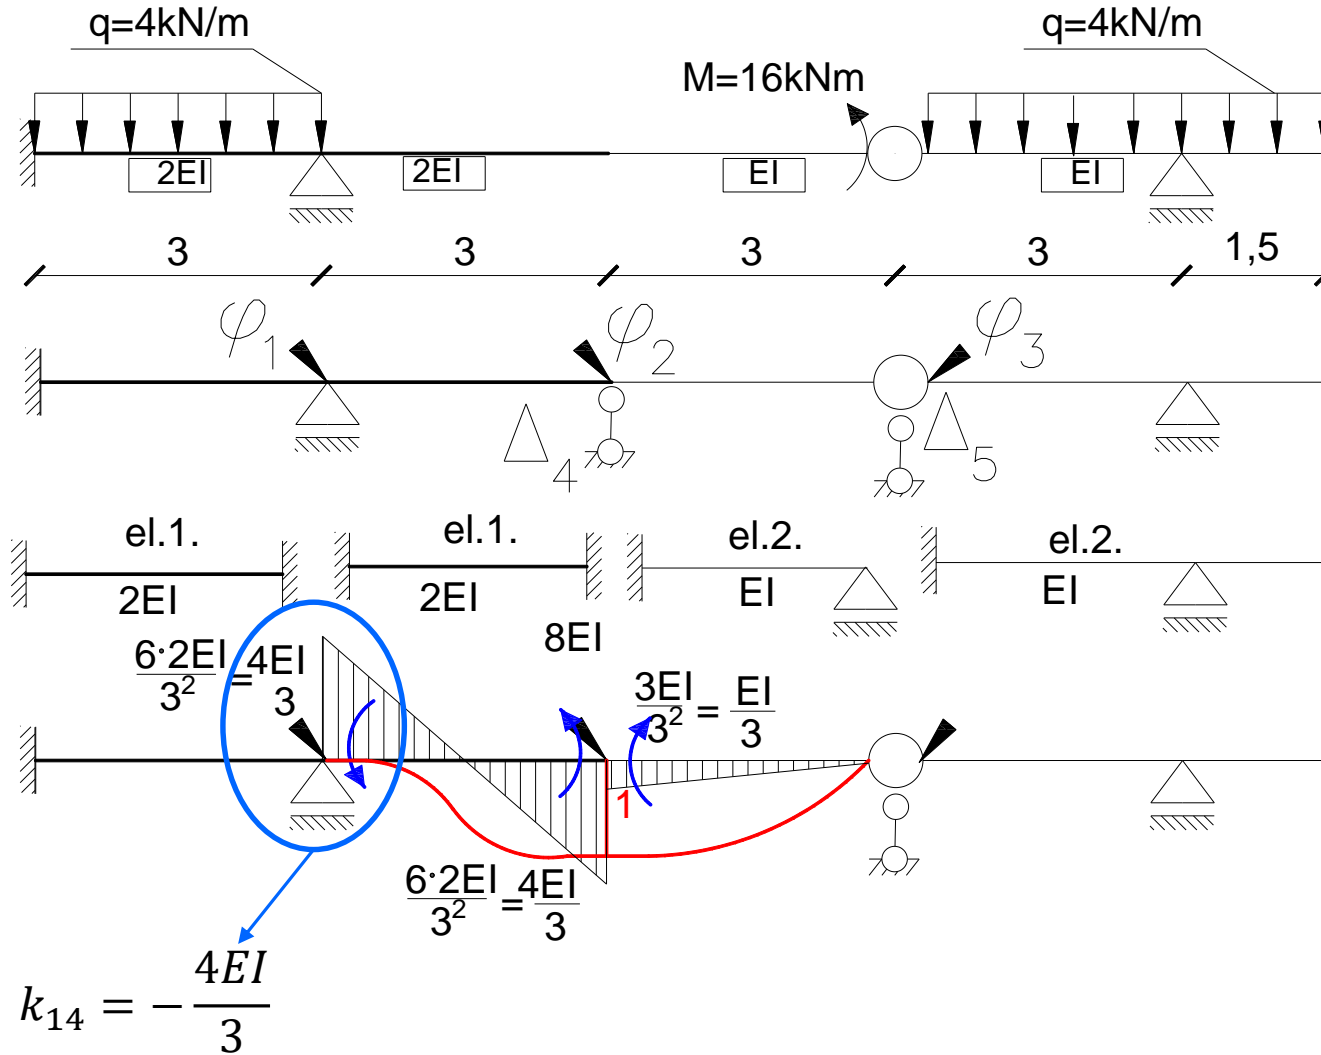 q=4kN/m
q=4kN/m
M=16kNm
2EI
2EI
EI
EI
3
3
3
3
1,5
φ1
φ2
φ3
Δ4
Δ5
el.1.
el.1.
el.2.
el.2.
2EI
2EI
EI
EI
8EI
6·2EI/3² = 4EI/3
3EI/3² = EI/3
1
6·2EI/3² = 4EI/3
k₁₄ = − 4EI/3